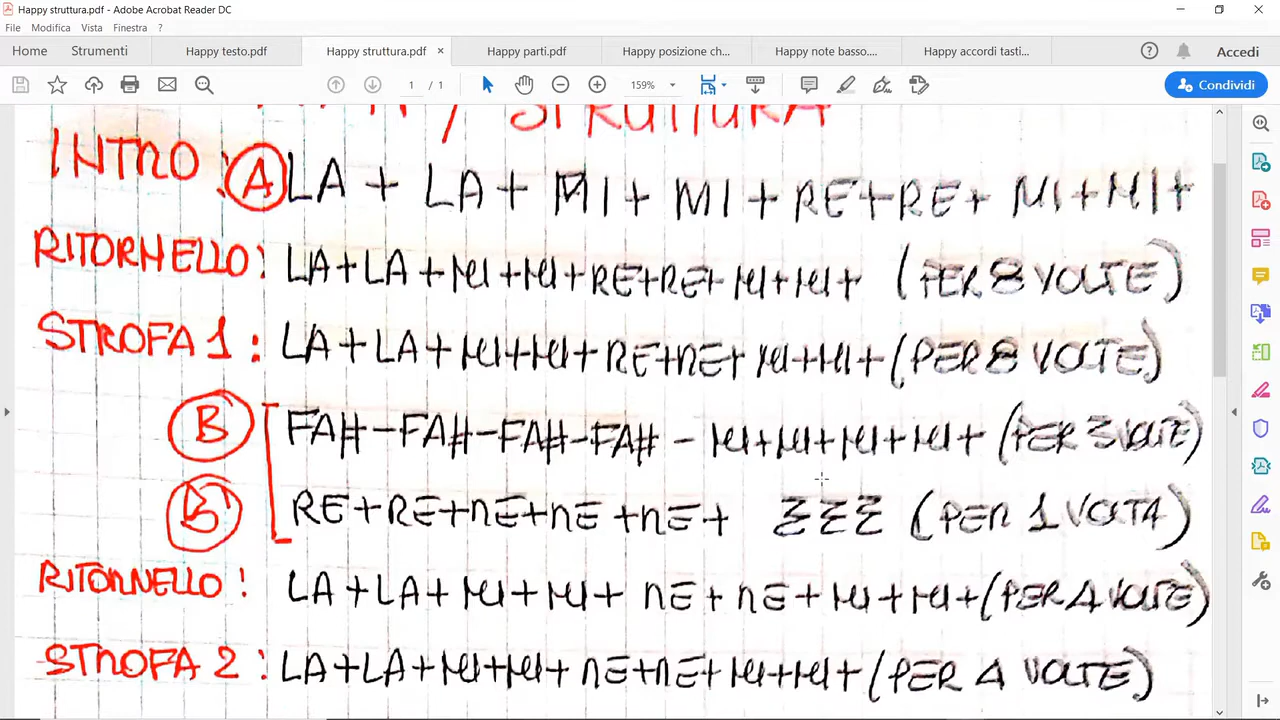 Happy struttura.pdf - Adobe Acrobat Reader DC
File Modifica Vista Finestra ?
Home Strumenti Happy testo.pdf Happy struttura.pdf × Happy parti.pdf Happy posizione ch... Happy note basso.... Happy accordi tasti... Accedi
1 / 1 159% Condividi
STRUTTURA
INTRO: A LA + LA + MI + MI + RE + RE + MI + MI +
RITORNELLO: LA + LA + MI + MI + RE + RE + MI + MI + (PER 8 VOLTE)
STROFA 1: LA + LA + MI + MI + RE + RE + MI + MI + (PER 8 VOLTE)
B FA# - FA# - FA# - FA# - MI + MI + MI + MI + (PER 3 VOLTE)
B RE + RE + RE + RE + RE + (PER 1 VOLTA)
RITORNELLO: LA + LA + MI + MI + RE + RE + MI + MI + (PER 4 VOLTE)
STROFA 2: LA + LA + MI + MI + RE + RE + MI + MI + (PER 4 VOLTE)